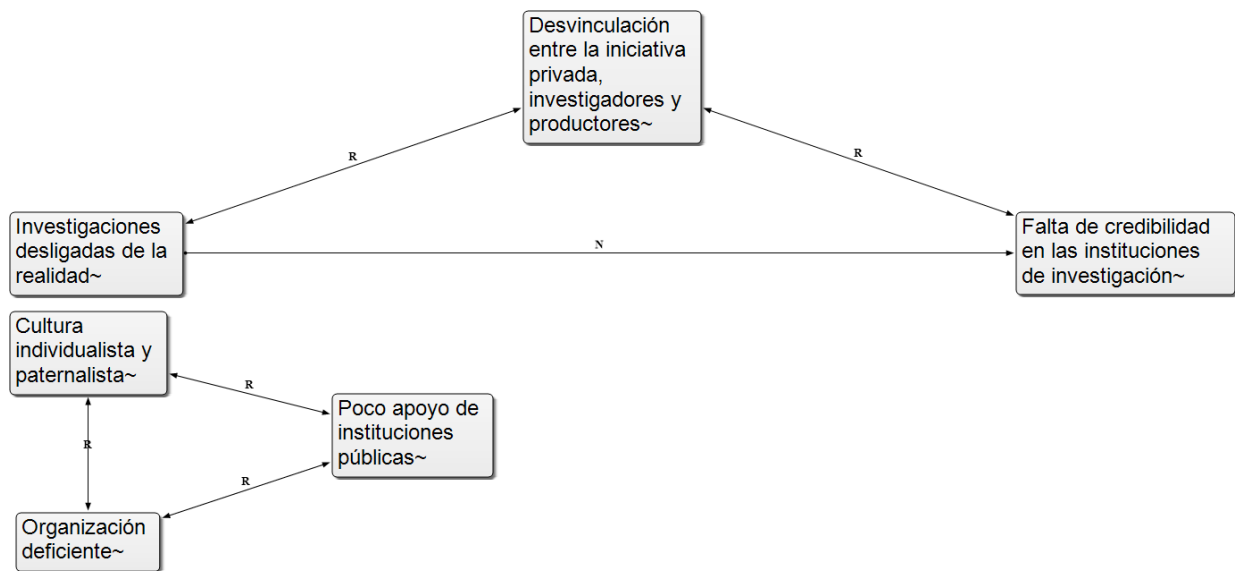 Desvinculación
entre la iniciativa
privada,
investigadores y
productores~
R
R
Investigaciones
desligadas de la
realidad~
N
Falta de credibilidad
en las instituciones
de investigación~
Cultura
individualista y
paternalista~
R
Poco apoyo de
instituciones
públicas~
R
R
Organización
deficiente~